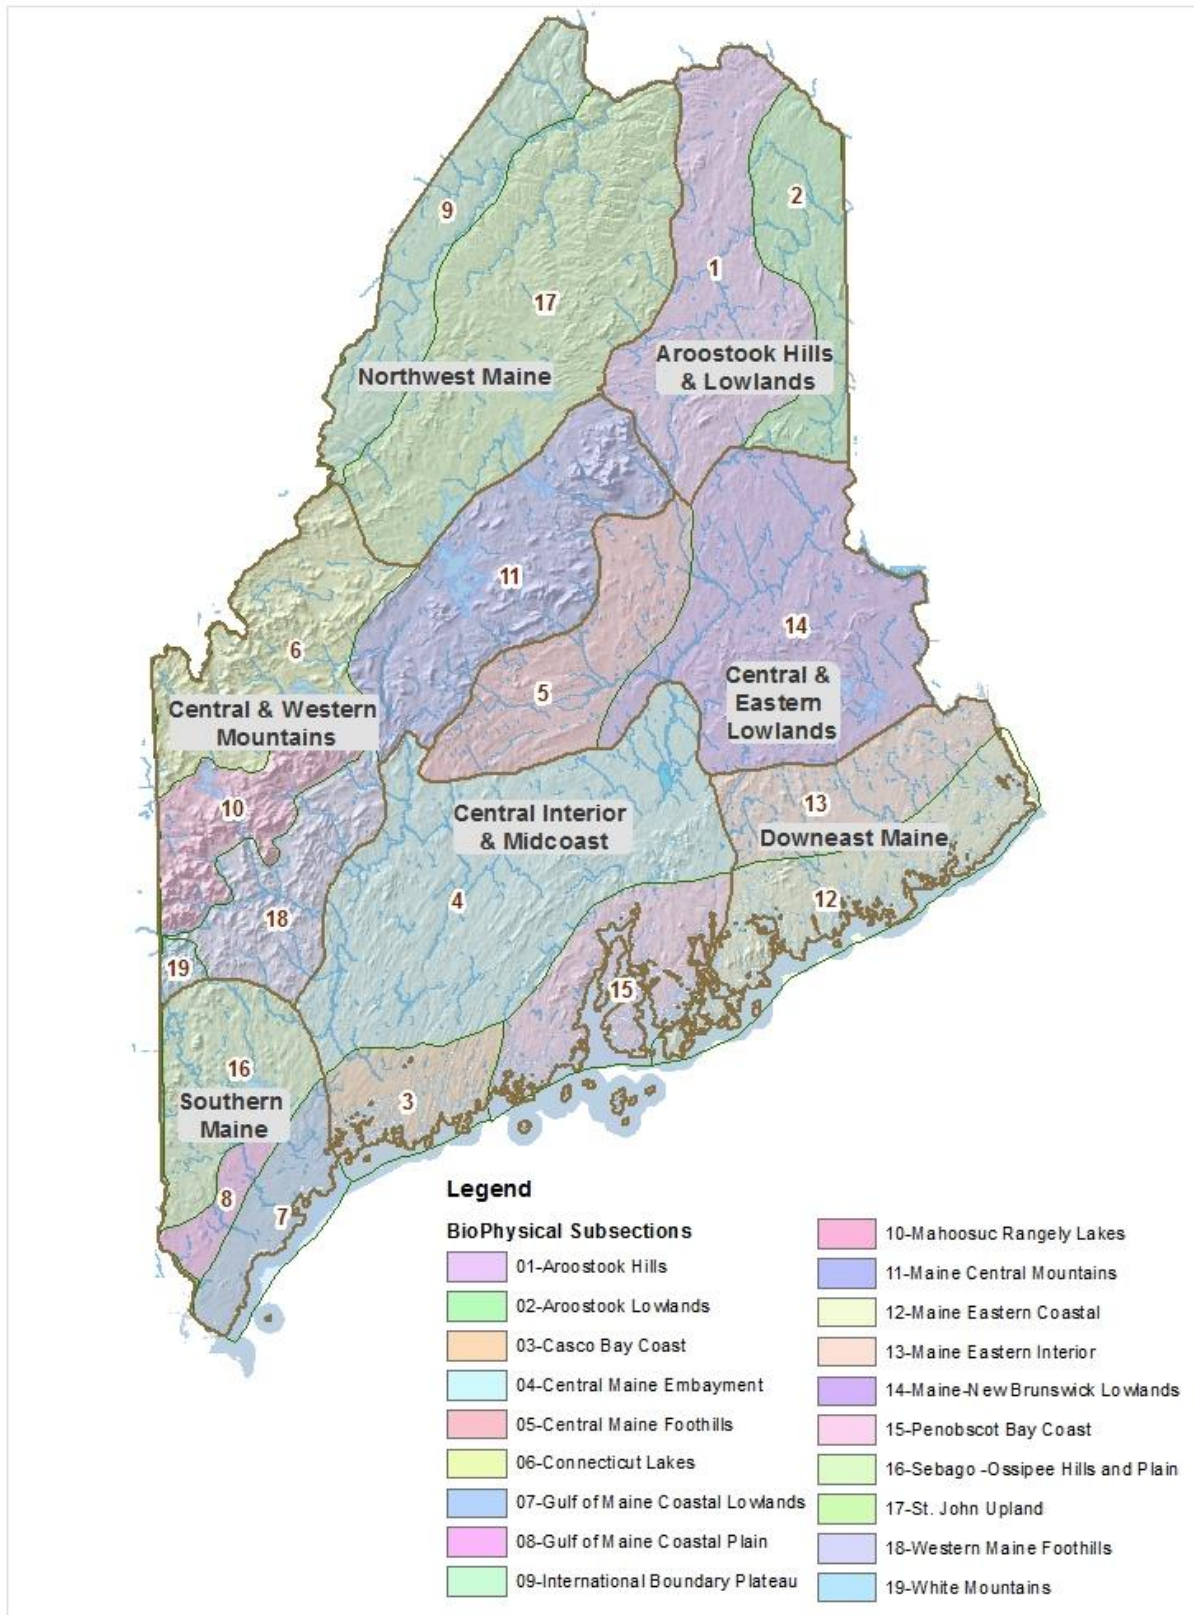 9
2
1
17
Aroostook Hills
& Lowlands
Northwest Maine
11
14
6
5
Central &
Eastern
Lowlands
Central & Western
Mountains
10
13
Central Interior
& Midcoast
Downeast Maine
4
12
18
19
15
16
Southern
Maine
3
8
7
Legend
BioPhysical Subsections
01-Aroostook Hills
02-Aroostook Lowlands
03-Casco Bay Coast
04-Central Maine Embayment
05-Central Maine Foothills
06-Connecticut Lakes
07-Gulf of Maine Coastal Lowlands
08-Gulf of Maine Coastal Plain
09-International Boundary Plateau
10-Mahoosuc Rangely Lakes
11-Maine Central Mountains
12-Maine Eastern Coastal
13-Maine Eastern Interior
14-Maine-New Brunswick Lowlands
15-Penobscot Bay Coast
16-Sebago -Ossipee Hills and Plain
17-St. John Upland
18-Western Maine Foothills
19-White Mountains